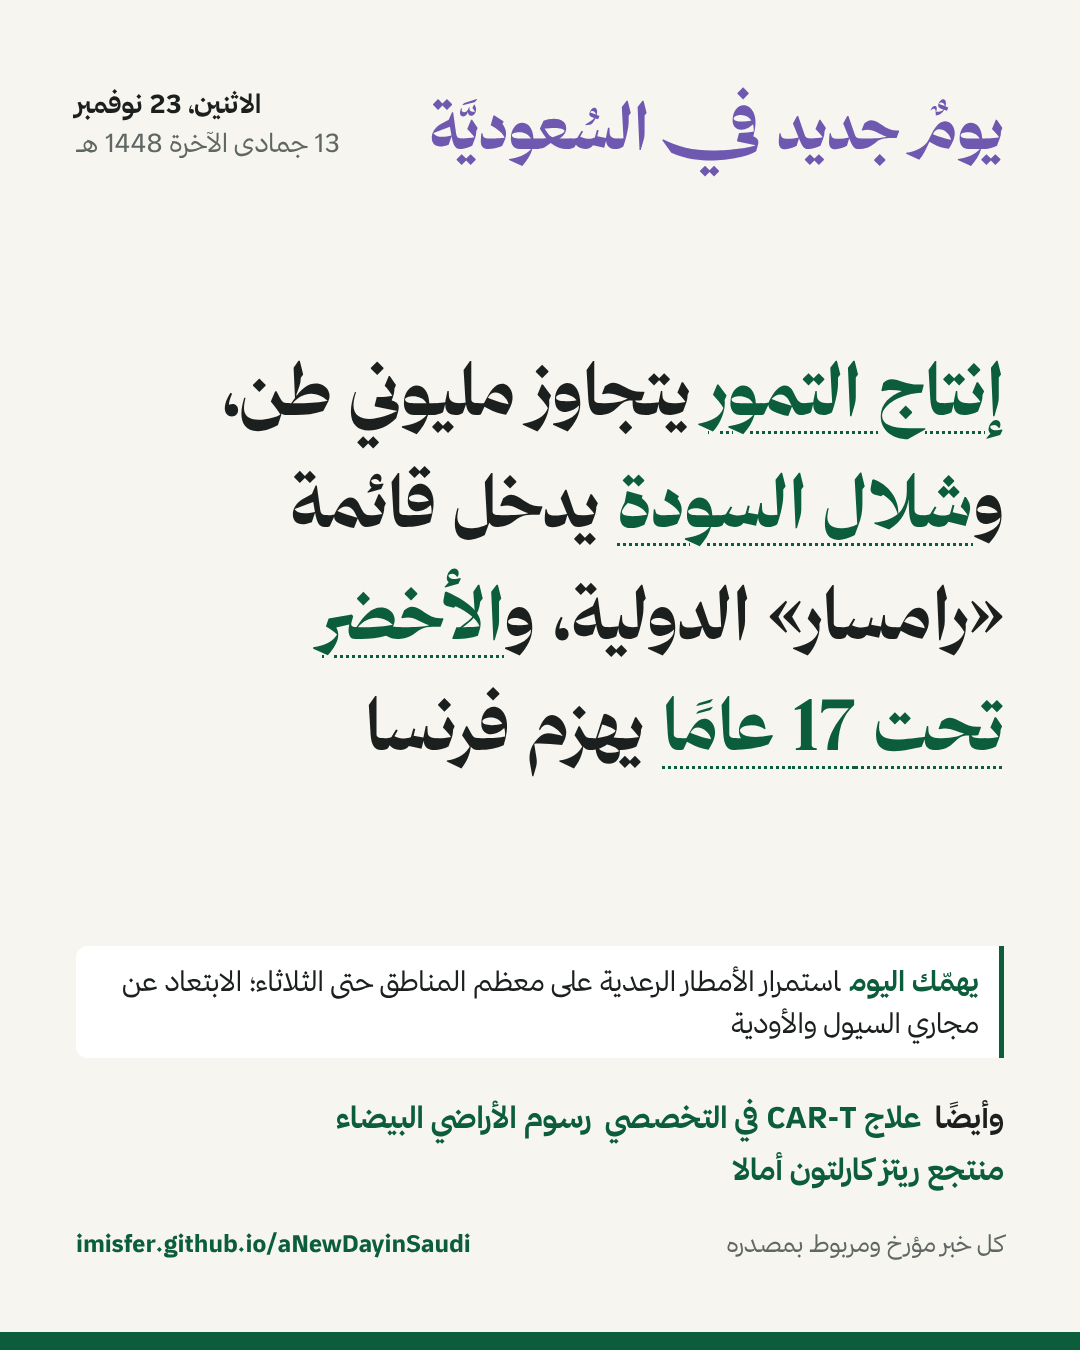 يومٌ جديد في السُعوديَّة
الاثنين، 23 نوفمبر
13 جمادى الآخرة 1448 هـ
إنتاج التمور يتجاوز مليوني طن،
وشلال السودة يدخل قائمة
«رامسار» الدولية، والأخضر
تحت 17 عامًا يهزم فرنسا
يهمّك اليوم استمرار الأمطار الرعدية على معظم المناطق حتى الثلاثاء؛ الابتعاد عن
مجاري السيول والأودية
وأيضًا علاج CAR-T في التخصصي رسوم الأراضي البيضاء
منتجع ريتز كارلتون أمالا
كل خبر مؤرخ ومربوط بمصدره
imisfer.github.io/aNewDayinSaudi